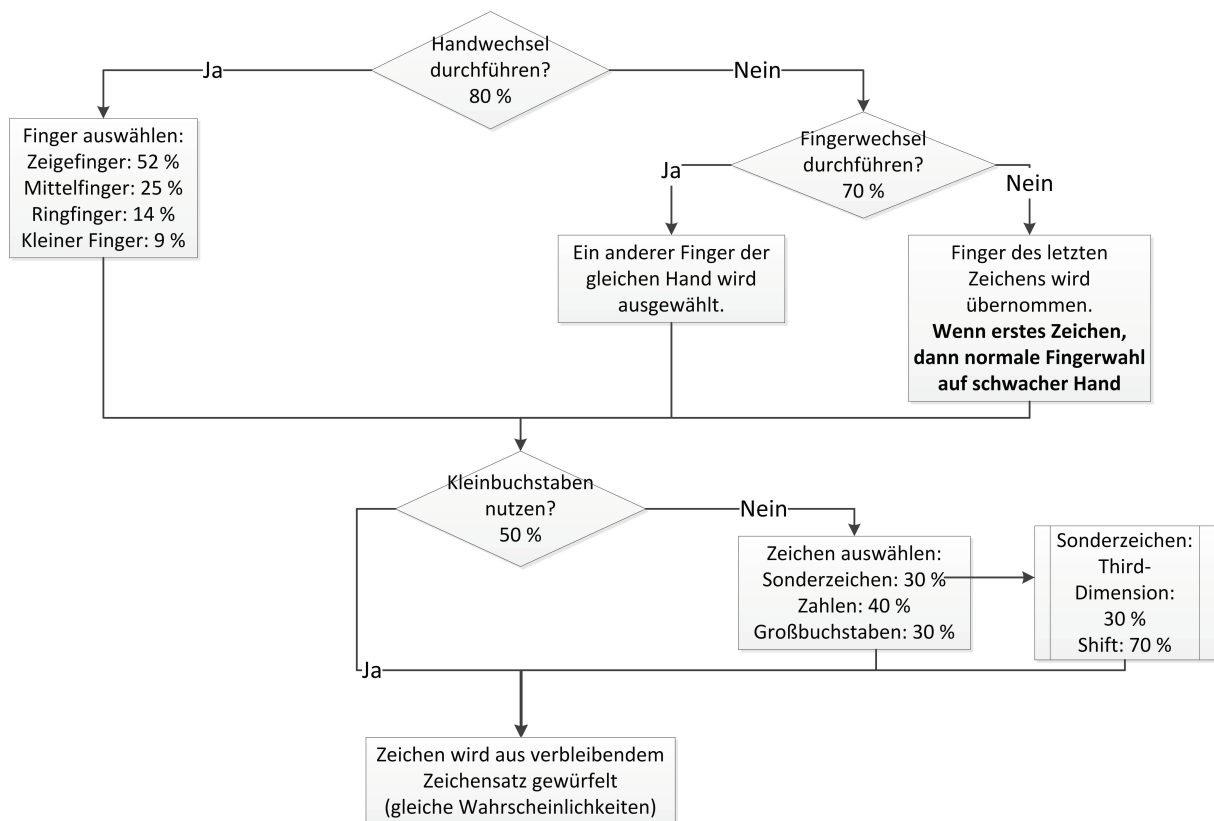 Handwechsel
durchführen?
80 %
Ja
Nein
Finger auswählen:
Zeigefinger: 52 %
Mittelfinger: 25 %
Ringfinger: 14 %
Kleiner Finger: 9 %
Fingerwechsel
durchführen?
70 %
Ja
Nein
Ein anderer Finger der
gleichen Hand wird
ausgewählt.
Finger des letzten
Zeichens wird
übernommen.
Wenn erstes Zeichen,
dann normale Fingerwahl
auf schwacher Hand
Kleinbuchstaben
nutzen?
50 %
Nein
Zeichen auswählen:
Sonderzeichen: 30 %
Zahlen: 40 %
Großbuchstaben: 30 %
Sonderzeichen:
Third-
Dimension:
30 %
Shift: 70 %
Ja
Zeichen wird aus verbleibendem
Zeichensatz gewürfelt
(gleiche Wahrscheinlichkeiten)